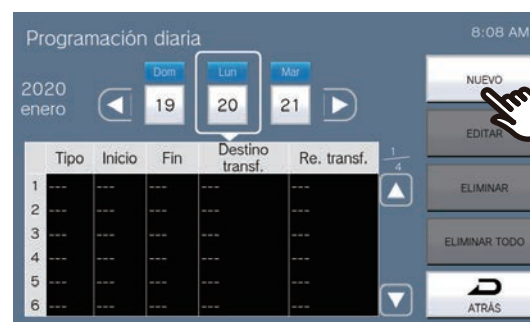 Programación diaria
8:08 AM
2020
enero
Dom
19
Lun
20
Mar
21
NUEVO
EDITAR
ELIMINAR
ELIMINAR TODO
ATRÁS
Tipo Inicio Fin Destino transf. Re. transf.
1/4
1 --- --- --- --- ---
2 --- --- --- --- ---
3 --- --- --- --- ---
4 --- --- --- --- ---
5 --- --- --- --- ---
6 --- --- --- --- ---